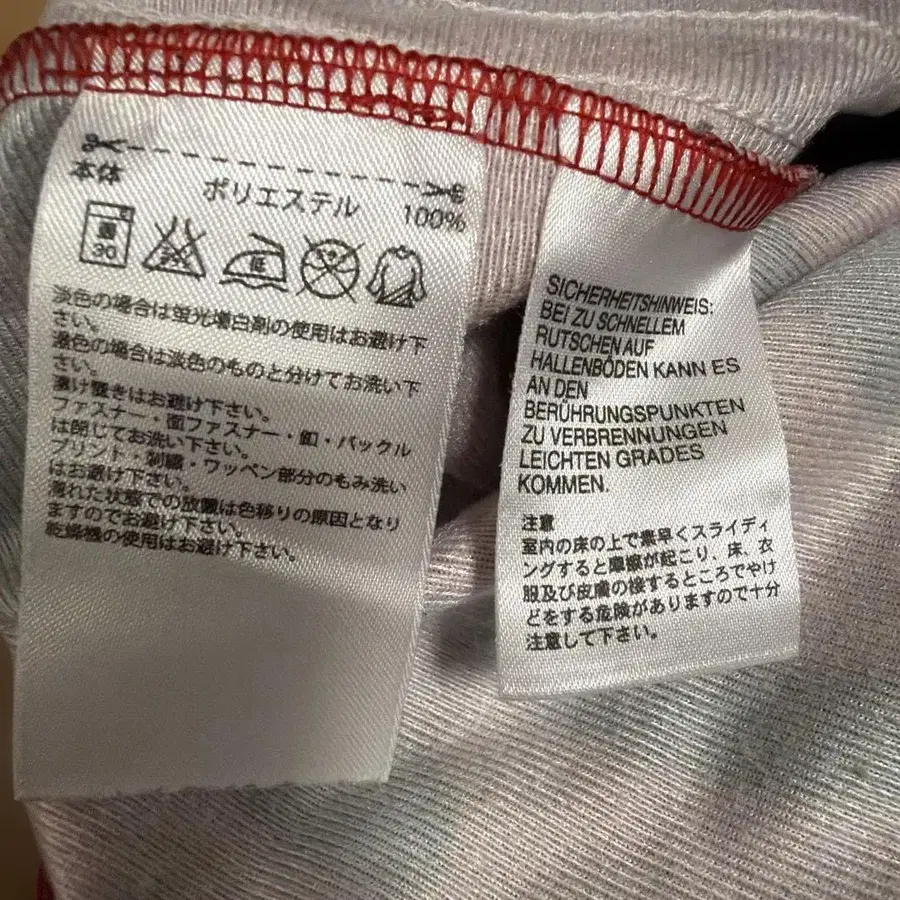 本体
ポリエステル 100%
弱
30
低
淡色の場合は蛍光増白剤の使用はお避け下
さい。
濃色の場合は淡色のものと分けてお洗い下
さい。
漬け置きはお避け下さい。
ファスナー・面ファスナー・釦・バックル
は閉じてお洗い下さい。
プリント・刺繍・ワッペン部分のもみ洗い
はお避け下さい。
濡れた状態での放置は色移りの原因となり
ますのでお避け下さい。
乾燥機の使用はお避け下さい。
SICHERHEITSHINWEIS:
BEI ZU SCHNELLEM
RUTSCHEN AUF
HALLENBÖDEN KANN ES
AN DEN
BERÜHRUNGSPUNKTEN
ZU VERBRENNUNGEN
LEICHTEN GRADES
KOMMEN.
注意
室内の床の上で素早くスライディ
ングすると摩擦が起こり、床、衣
服及び皮膚の接するところでやけ
どをする危険がありますので十分
注意して下さい。